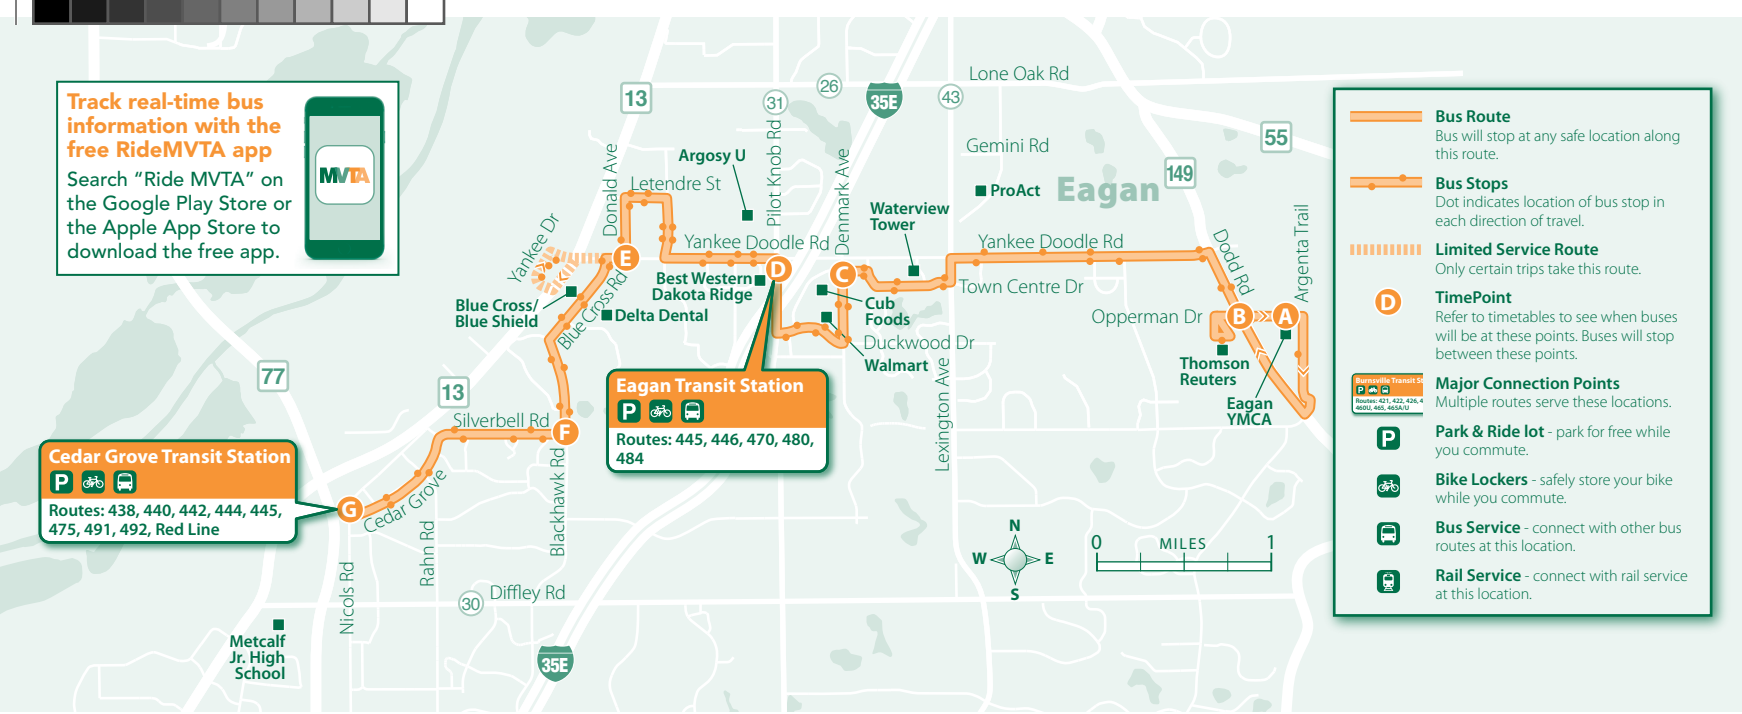 Track real-time bus
information with the
free RideMVTA app
Search “Ride MVTA” on
the Google Play Store or
the Apple App Store to
download the free app.
MVTA
13
31
26
35E
43
Lone Oak Rd
55
149
Gemini Rd
ProAct
Eagan
Argosy U
Letendre St
Donald Ave
Pilot Knob Rd
Denmark Ave
Waterview
Tower
Yankee Dr
Yankee Doodle Rd
Yankee Doodle Rd
Dodd Rd
Argenta Trail
E
D
C
B
A
Best Western
Dakota Ridge
Town Centre Dr
Blue Cross/
Blue Shield
Blue Cross Rd
Delta Dental
Cub
Foods
Opperman Dr
Duckwood Dr
Walmart
Thomson
Reuters
Eagan
YMCA
Lexington Ave
77
13
Eagan Transit Station
P
Routes: 445, 446, 470, 480,
484
Silverbell Rd
F
Cedar Grove Transit Station
P
Routes: 438, 440, 442, 444, 445,
475, 491, 492, Red Line
G
Cedar Grove
Rahn Rd
Blackhawk Rd
Nicols Rd
30
Diffley Rd
35E
Metcalf
Jr. High
School
N
W
E
S
0
MILES
1
Bus Route
Bus will stop at any safe location along
this route.
Bus Stops
Dot indicates location of bus stop in
each direction of travel.
Limited Service Route
Only certain trips take this route.
D
TimePoint
Refer to timetables to see when buses
will be at these points. Buses will stop
between these points.
Burnsville Transit St
P
Routes: 421, 422, 426, 4
460U, 465, 465A/U
Major Connection Points
Multiple routes serve these locations.
P
Park & Ride lot - park for free while
you commute.
Bike Lockers - safely store your bike
while you commute.
Bus Service - connect with other bus
routes at this location.
Rail Service - connect with rail service
at this location.